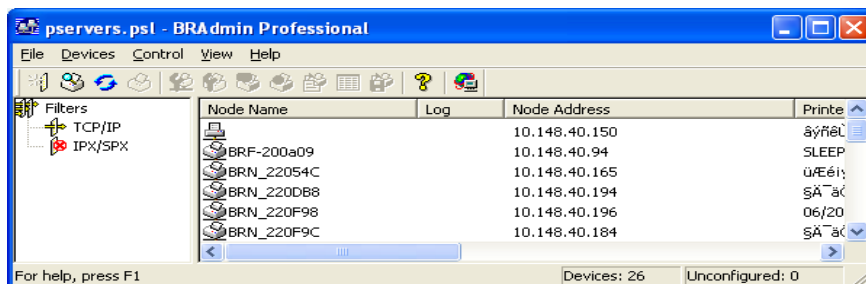 pservers.psl - BRAdmin Professional
File Devices Control View Help
Filters
TCP/IP
IPX/SPX
Node Name Log Node Address Printe
10.148.40.150
BRF-200a09 10.148.40.94 SLEEP
BRN_22054C 10.148.40.165
BRN_220DB8 10.148.40.194
BRN_220F98 10.148.40.196 06/20
BRN_220F9C 10.148.40.184
For help, press F1 Devices: 26 Unconfigured: 0